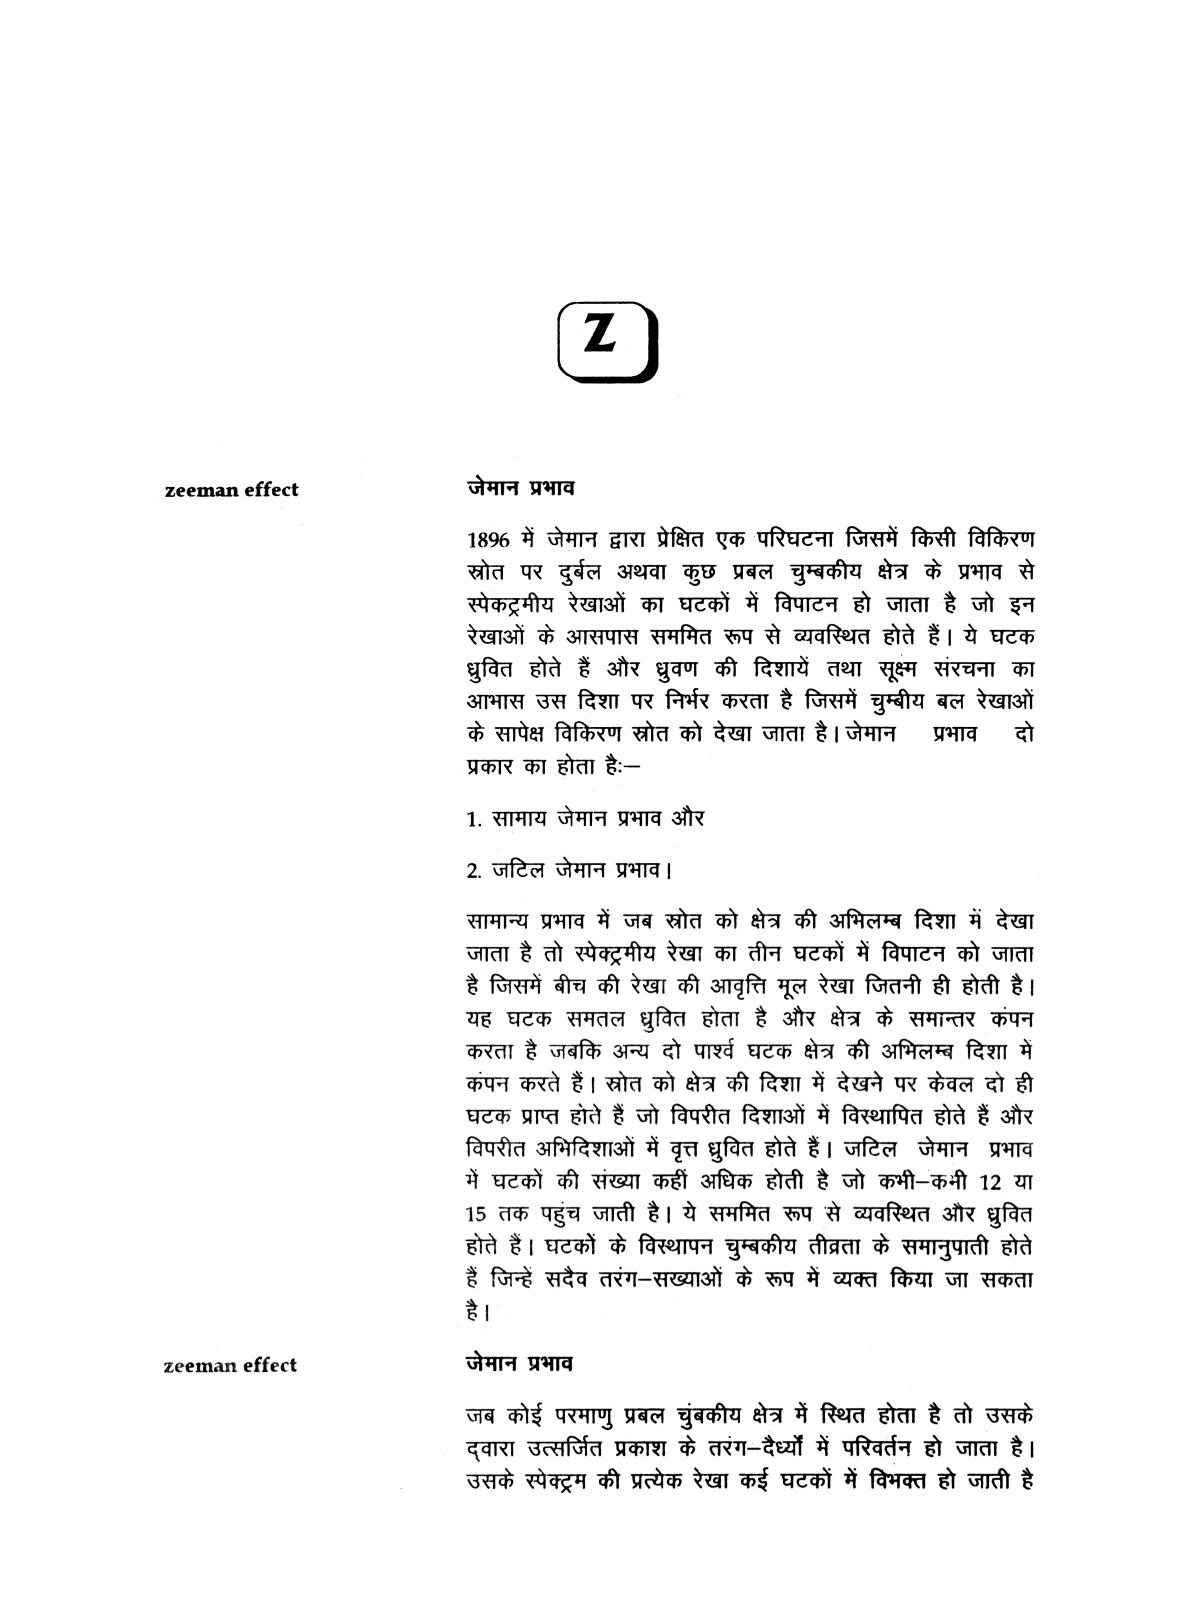 Z
zeeman effect
जेमान प्रभाव
1896 में जेमान द्वारा प्रेक्षित एक परिघटना जिसमें किसी विकिरण
स्रोत पर दुर्बल अथवा कुछ प्रबल चुम्बकीय क्षेत्र के प्रभाव से
स्पेकट्रमीय रेखाओं का घटकों में विपाटन हो जाता है जो इन
रेखाओं के आसपास सममित रूप से व्यवस्थित होते हैं। ये घटक
ध्रुवित होते हैं और ध्रुवण की दिशायें तथा सूक्ष्म संरचना का
आभास उस दिशा पर निर्भर करता है जिसमें चुम्बीय बल रेखाओं
के सापेक्ष विकिरण स्रोत को देखा जाता है। जेमान प्रभाव दो
प्रकार का होता है:–
1. सामाय जेमान प्रभाव और
2. जटिल जेमान प्रभाव।
सामान्य प्रभाव में जब स्रोत को क्षेत्र की अभिलम्ब दिशा में देखा
जाता है तो स्पेक्ट्रमीय रेखा का तीन घटकों में विपाटन को जाता
है जिसमें बीच की रेखा की आवृत्ति मूल रेखा जितनी ही होती है।
यह घटक समतल ध्रुवित होता है और क्षेत्र के समान्तर कंपन
करता है जबकि अन्य दो पार्श्व घटक क्षेत्र की अभिलम्ब दिशा में
कंपन करते हैं। स्रोत को क्षेत्र की दिशा में देखने पर केवल दो ही
घटक प्राप्त होते हैं जो विपरीत दिशाओं में विस्थापित होते हैं और
विपरीत अभिदिशाओं में वृत्त ध्रुवित होते हैं। जटिल जेमान प्रभाव
में घटकों की संख्या कहीं अधिक होती है जो कभी–कभी 12 या
15 तक पहुंच जाती है। ये सममित रूप से व्यवस्थित और ध्रुवित
होते हैं। घटकों के विस्थापन चुम्बकीय तीव्रता के समानुपाती होते
हैं जिन्हें सदैव तरंग–सख्याओं के रूप में व्यक्त किया जा सकता
है।
zeeman effect
जेमान प्रभाव
जब कोई परमाणु प्रबल चुंबकीय क्षेत्र में स्थित होता है तो उसके
द्वारा उत्सर्जित प्रकाश के तरंग–दैर्ध्यों में परिवर्तन हो जाता है।
उसके स्पेक्ट्रम की प्रत्येक रेखा कई घटकों में विभक्त हो जाती है